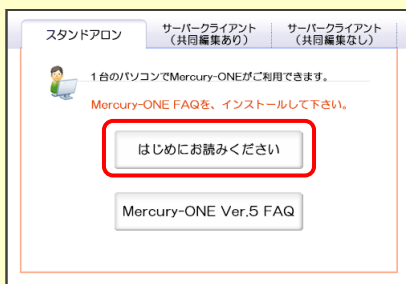 スタンドアロン
サーバークライアント
（共同編集あり）
サーバークライアント
（共同編集なし）
1台のパソコンでMercury-ONEがご利用できます。
Mercury-ONE FAQを、インストールして下さい。
はじめにお読みください
Mercury-ONE Ver.5 FAQ